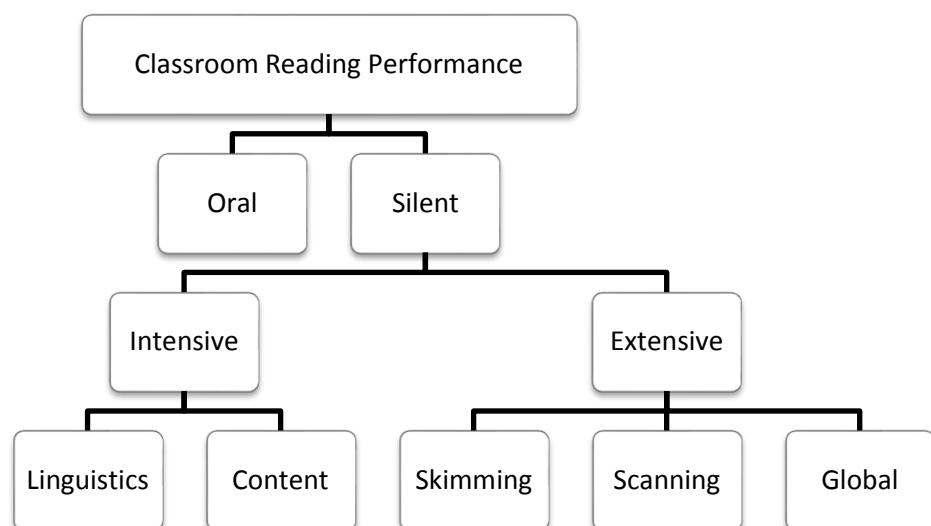 Classroom Reading Performance
Oral
Silent
Intensive
Extensive
Linguistics
Content
Skimming
Scanning
Global